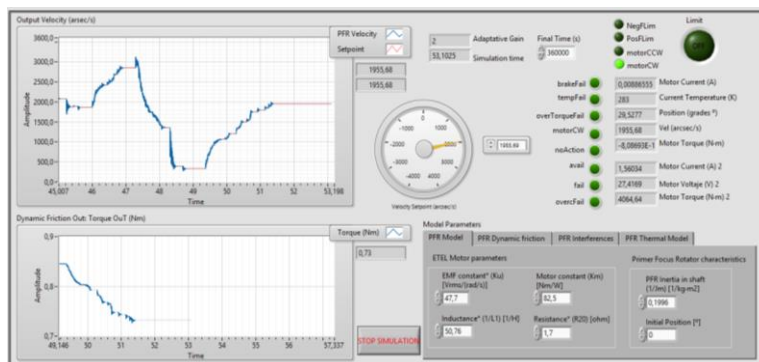 Output Velocity (arsec/s)
PFR Velocity
Setpoint
1955,68
1955,68
3600,0
3000,0
2500,0
2000,0
1500,0
1000,0
500,0
0,0
Amplitude
45,007 46 47 48 49 50 51 52 53,198
Time
2
Adaptative Gain
53,1025
Simulation time
Final Time (s)
360000
NegFLim
PosFLim
motorCCW
motorCW
Limit
OFF
0
-1000
1000
-2000
2000
-3000
3000
-4000
4000
-5000
5000
Velocity Setpoint (arcsec/s)
1955,69
brakeFail
tempFail
overTorqueFail
motorCW
noAction
avail
fail
overcFail
0,00886555 Motor Current (A)
283 Current Temperature (K)
29,5277 Position (grades º)
1955,68 Vel (arcsec/s)
-8,08693E-1 Motor Torque (N-m)
1,56034 Motor Current (A) 2
27,4169 Motor Voltaje (V) 2
4064,64 Motor Torque (N-m) 2
Dynamic Friction Out: Torque OuT (Nm)
Torque (Nm)
0,73
0,9
0,8
0,7
Amplitude
49,146 50 51 52 53 54 55 57,337
Time
STOP SIMULATION
Model Parameters
PFR Model
PFR Dynamic friction
PFR Interferences
PFR Thermal Model
ETEL Motor parameters
EMF constant* (Ku)
[Vrms/(rad/s)]
47,7
Motor constant (Km)
[Nm/W]
82,5
Inductance* (1/L1) [1/H]
50,76
Resistance* (R20) [ohm]
1,7
Primer Focus Rotator characteristics
PFR Inertia in shaft
(1/Jm) [1/kg-m2]
0,1996
Initial Position [º]
0